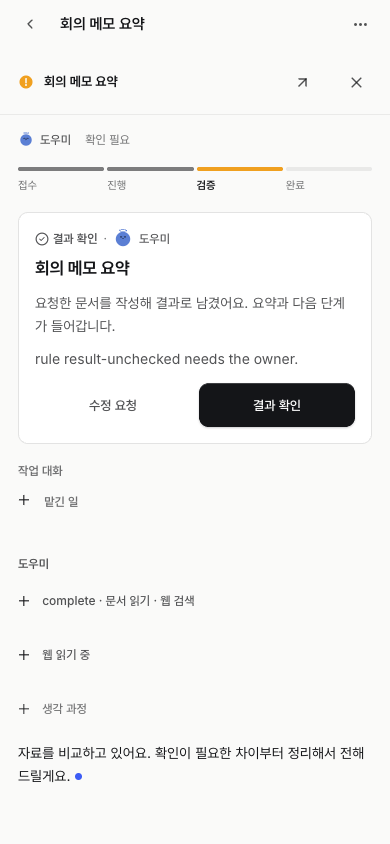 회의 메모 요약
회의 메모 요약
도우미 확인 필요
접수 진행 검증 완료
결과 확인 · 도우미
회의 메모 요약
요청한 문서를 작성해 결과로 남겼어요. 요약과 다음 단계
가 들어갑니다.
rule result-unchecked needs the owner.
수정 요청 결과 확인
작업 대화
맡긴 일
도우미
complete · 문서 읽기 · 웹 검색
웹 읽기 중
생각 과정
자료를 비교하고 있어요. 확인이 필요한 차이부터 정리해서 전해
드릴게요.